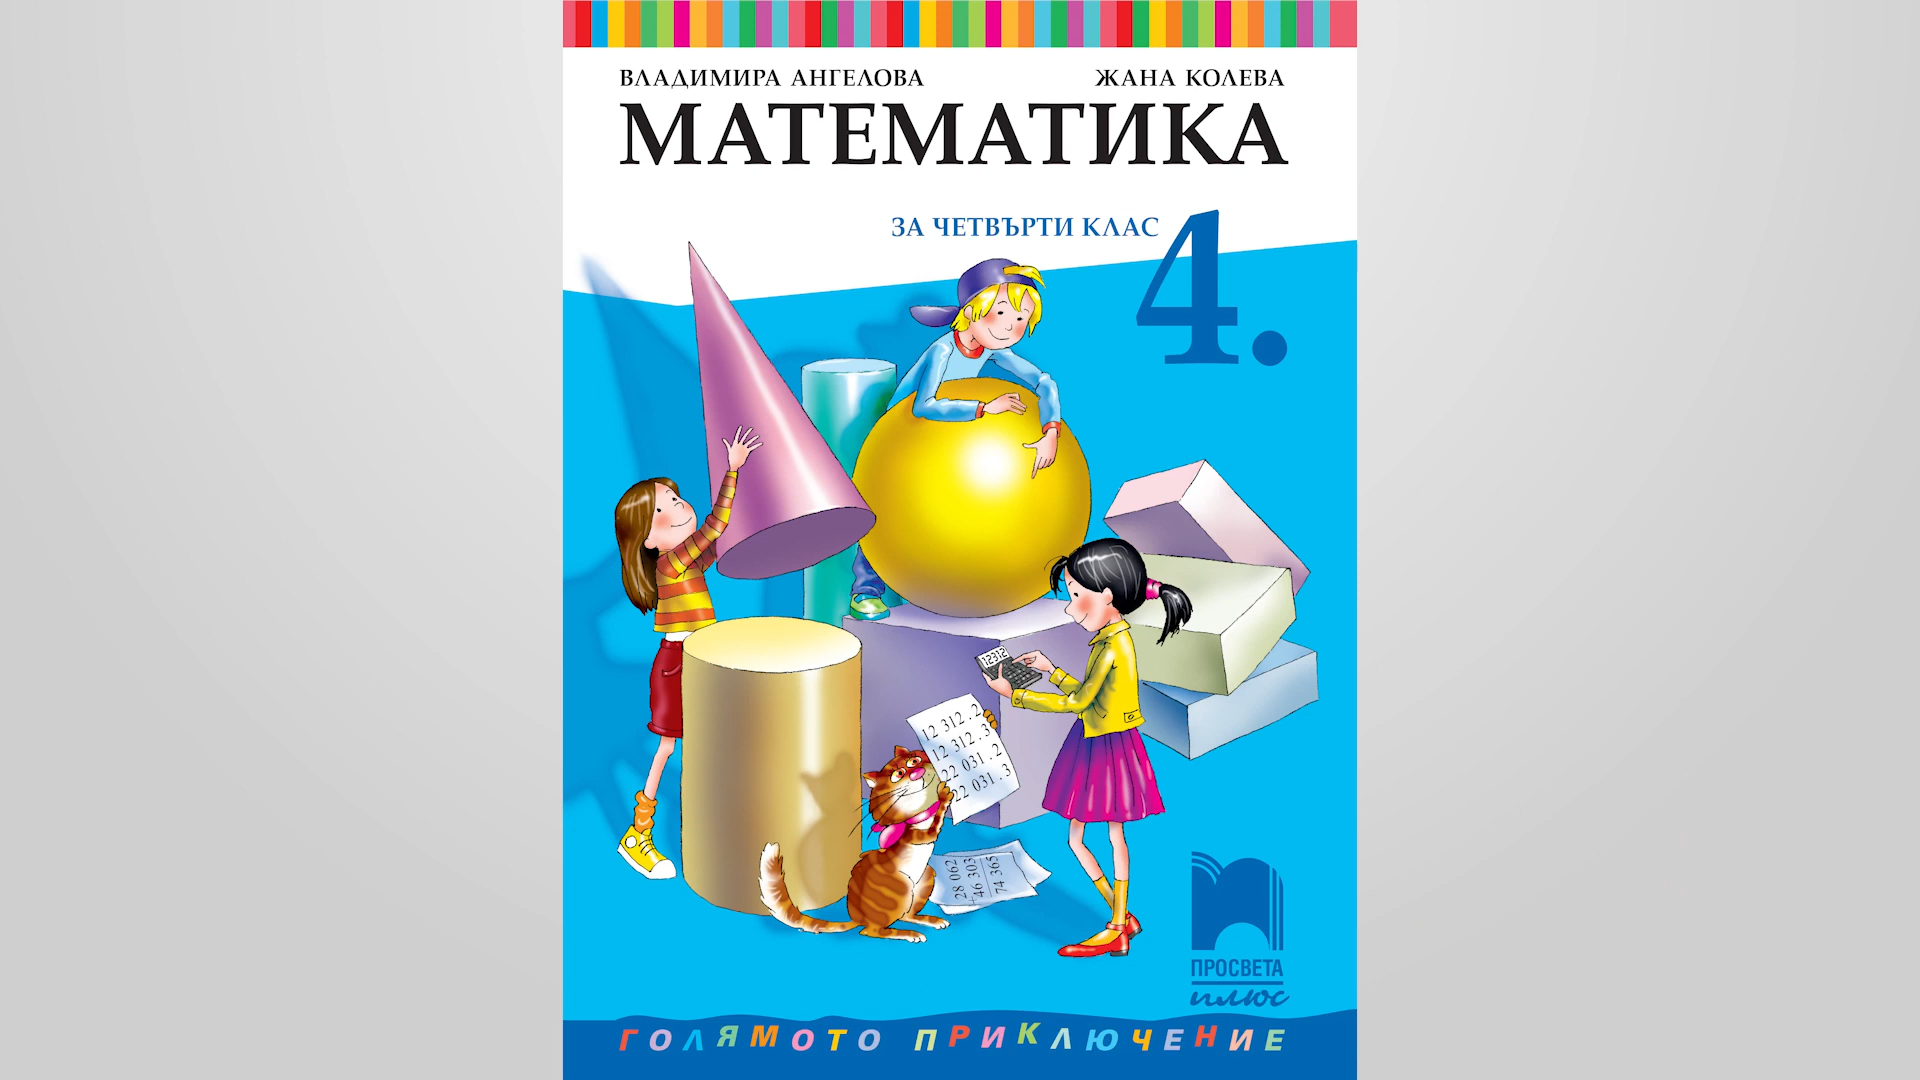 ВЛАДИМИРА АНГЕЛОВА ЖАНА КОЛЕВА
МАТЕМАТИКА
ЗА ЧЕТВЪРТИ КЛАС 4.
12312
12 312 . 2
12 312 . 3
22 031 . 2
22 031 . 3
28 062
+46 303
74 365
ПРОСВЕТА
плюс
ГОЛЯМОТО ПРИКЛЮЧЕНИЕ